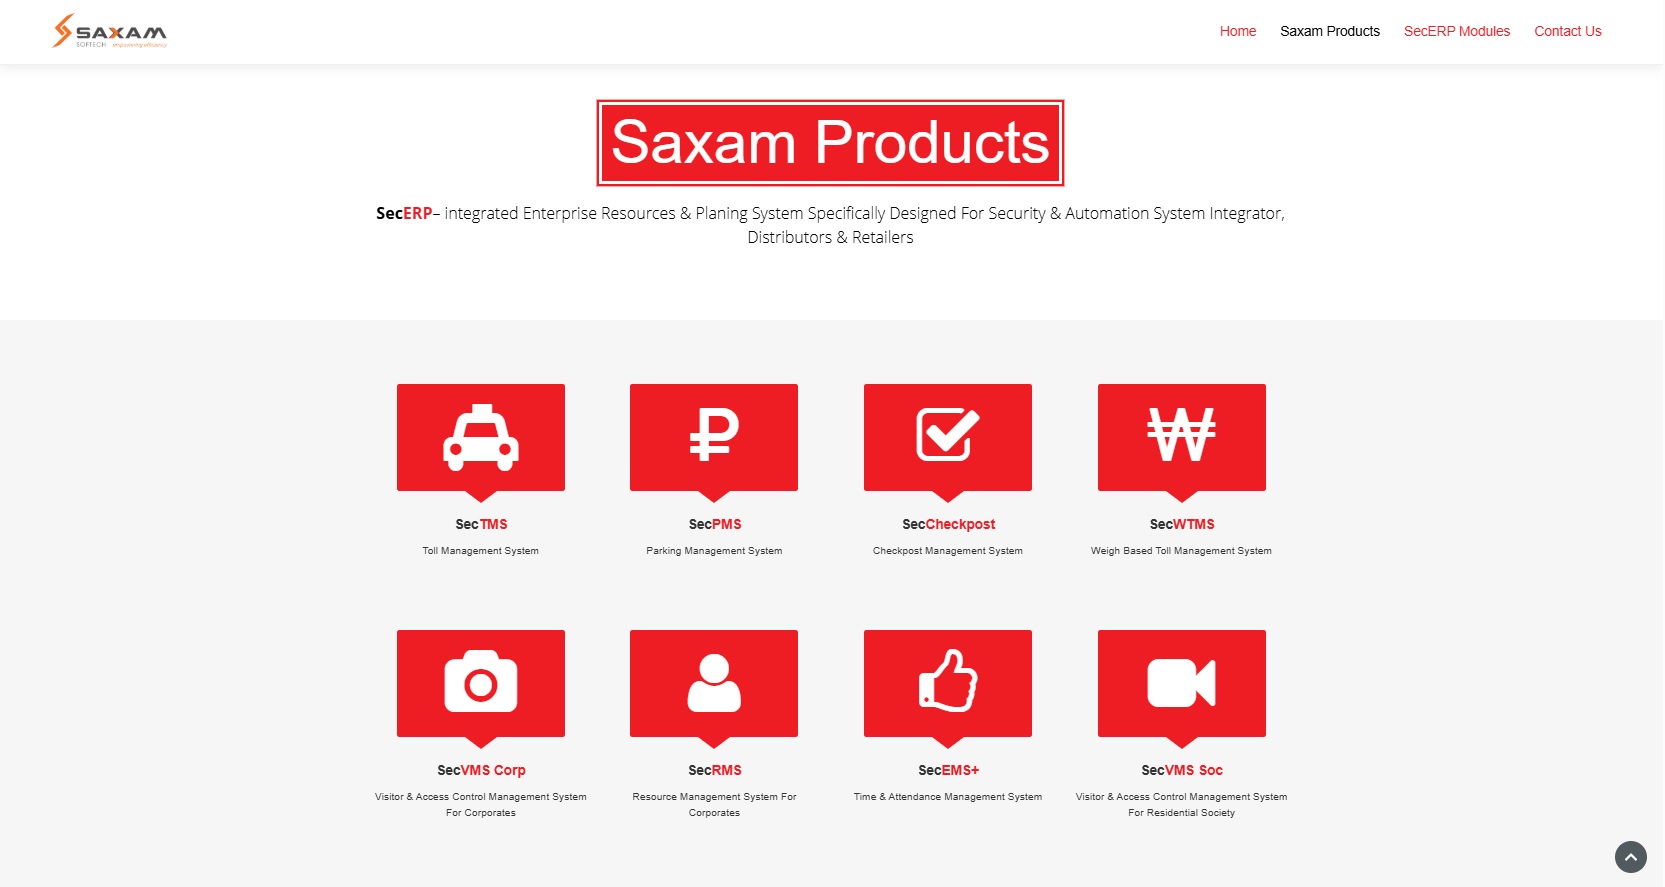 SAXAM
SOFTECH empowering efficiency
Home
Saxam Products
SecERP Modules
Contact Us
Saxam Products
SecERP– integrated Enterprise Resources & Planing System Specifically Designed For Security & Automation System Integrator,
Distributors & Retailers
SecTMS
Toll Management System
SecPMS
Parking Management System
SecCheckpost
Checkpost Management System
SecWTMS
Weigh Based Toll Management System
SecVMS Corp
Visitor & Access Control Management System
For Corporates
SecRMS
Resource Management System For
Corporates
SecEMS+
Time & Attendance Management System
SecVMS Soc
Visitor & Access Control Management System
For Residential Society